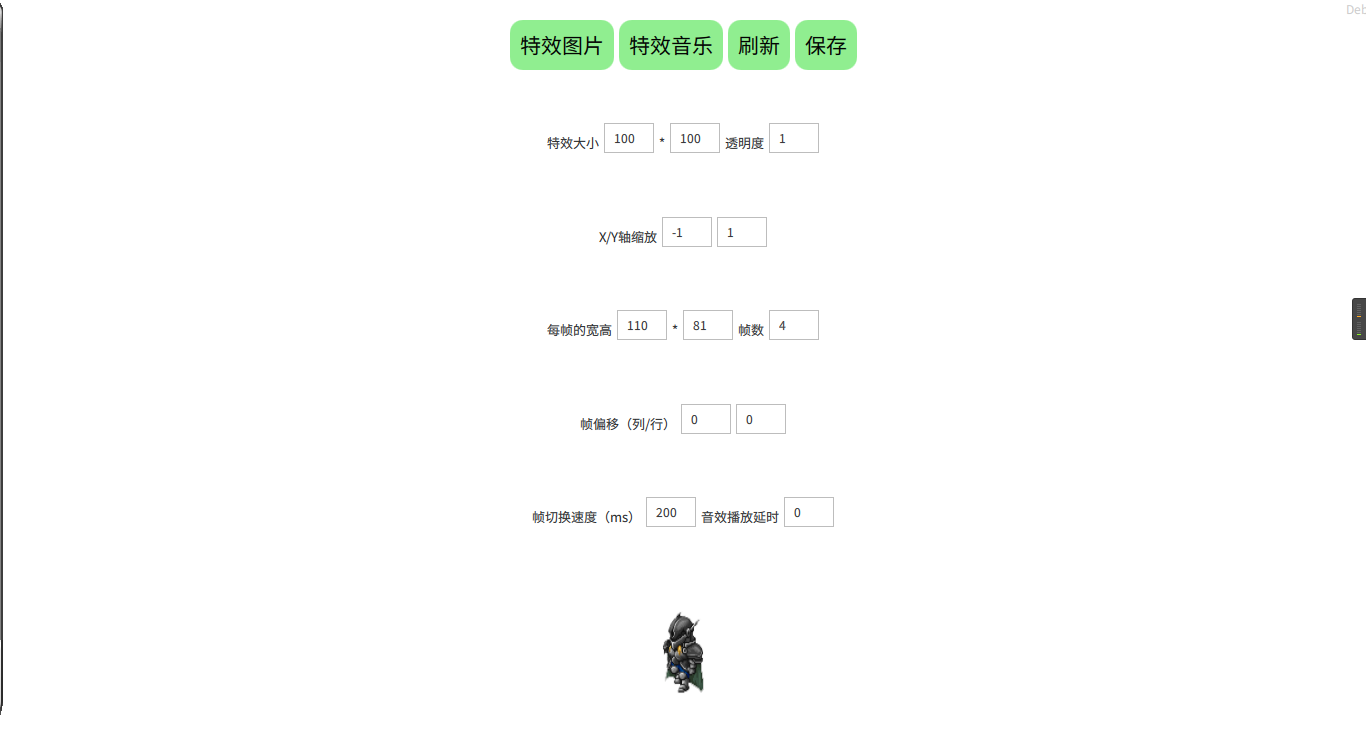 Deb
特效图片 特效音乐 刷新 保存
特效大小 100 * 100 透明度 1
X/Y轴缩放 -1 1
每帧的宽高 110 * 81 帧数 4
帧偏移（列/行） 0 0
帧切换速度（ms） 200 音效播放延时 0